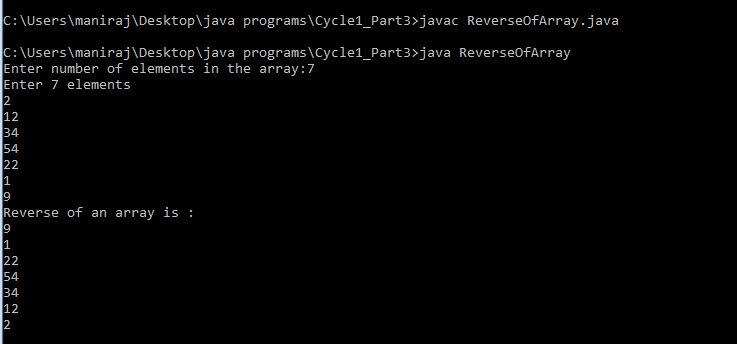 C:\Users\maniraj\Desktop\java programs\Cycle1_Part3>javac ReverseOfArray.java
C:\Users\maniraj\Desktop\java programs\Cycle1_Part3>java ReverseOfArray
Enter number of elements in the array:7
Enter 7 elements
2
12
34
54
22
1
9
Reverse of an array is :
9
1
22
54
34
12
2